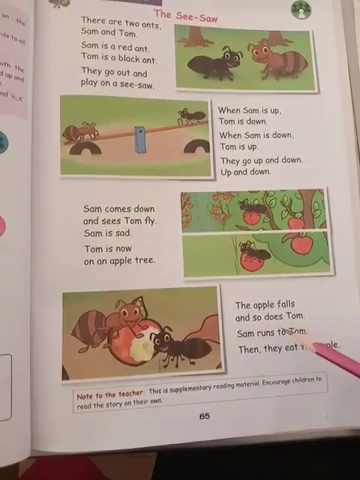 The See-Saw
There are two ants,
Sam and Tom.
Sam is a red ant.
Tom is a black ant.
They go out and
play on a see-saw.
When Sam is up,
Tom is down.
When Sam is down,
Tom is up.
They go up and down.
Up and down.
Sam comes down
and sees Tom fly.
Sam is sad.
Tom is now
on an apple tree.
The apple falls
and so does Tom.
Sam runs to Tom.
Then, they eat
Note to the teacher: This is supplementary reading material. Encourage children to
read the story on their own.
65